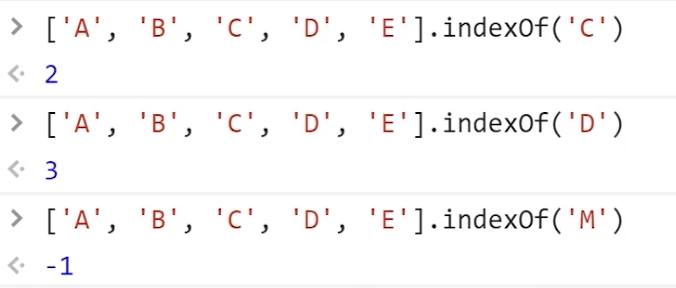 > ['A', 'B', 'C', 'D', 'E'].indexOf('C')
2
> ['A', 'B', 'C', 'D', 'E'].indexOf('D')
3
> ['A', 'B', 'C', 'D', 'E'].indexOf('M')
-1